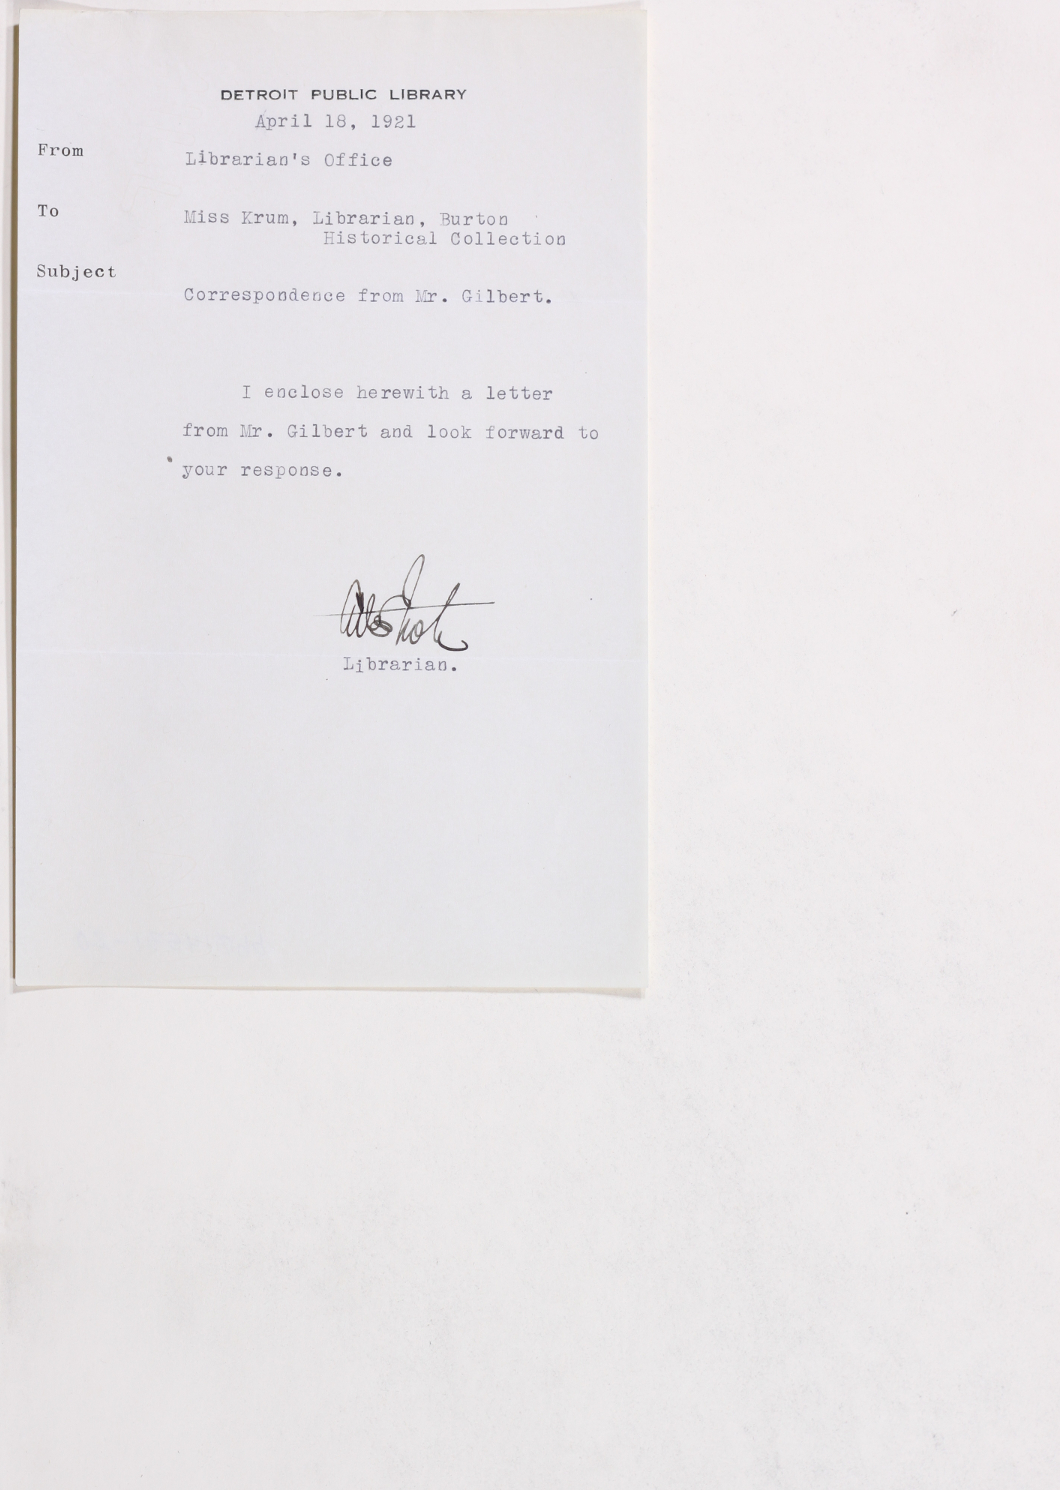 DETROIT PUBLIC LIBRARY
April 18, 1921
From
Librarian's Office
To
Miss Krum, Librarian, Burton
Historical Collection
Subject
Correspondence from Mr. Gilbert.
I enclose herewith a letter
from Mr. Gilbert and look forward to
your response.
Librarian.